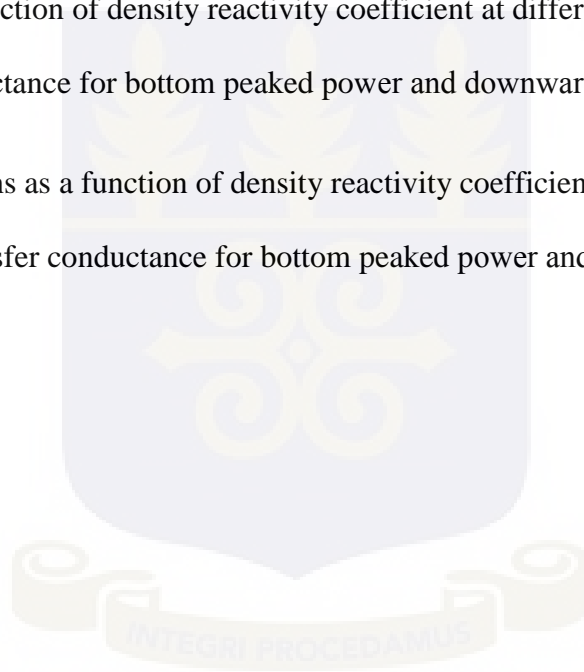 ction of density reactivity coefficient at differ
ctance for bottom peaked power and downwar
ns as a function of density reactivity coefficien
sfer conductance for bottom peaked power and
INTEGRI PROCEDAMUS